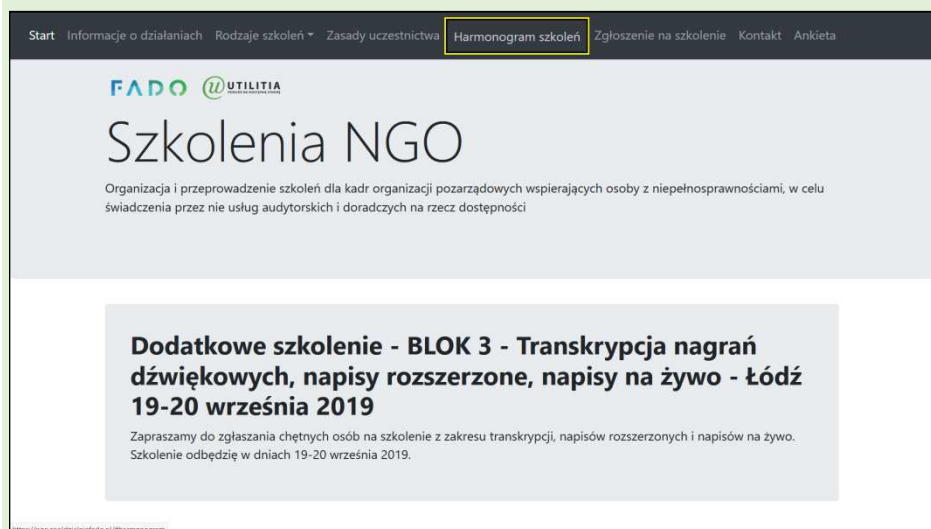 Start Informacje o działaniach Rodzaje szkoleń Zasady uczestnictwa Harmonogram szkoleń Zgłoszenie na szkolenie Kontakt Ankieta
FADO UTILITIA
Szkolenia NGO
Organizacja i przeprowadzenie szkoleń dla kadr organizacji pozarządowych wspierających osoby z niepełnosprawnościami, w celu
świadczenia przez nie usług audytorskich i doradczych na rzecz dostępności
Dodatkowe szkolenie - BLOK 3 - Transkrypcja nagrań
dźwiękowych, napisy rozszerzone, napisy na żywo - Łódź
19-20 września 2019
Zapraszamy do zgłaszania chętnych osób na szkolenie z zakresu transkrypcji, napisów rozszerzonych i napisów na żywo.
Szkolenie odbędzię w dniach 19-20 września 2019.